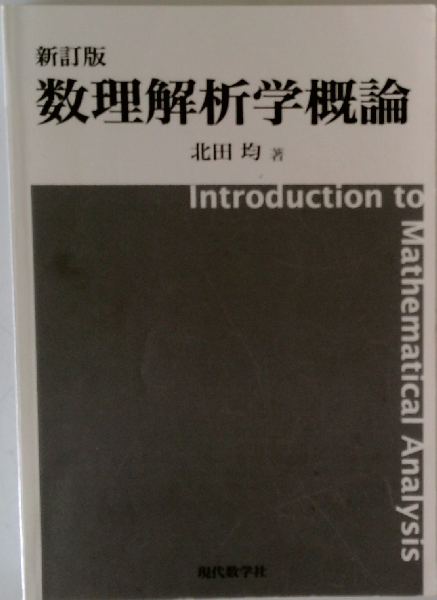 新訂版
数理解析学概論
北田 均 著
Introduction to
Mathematical Analysis
現代数学社